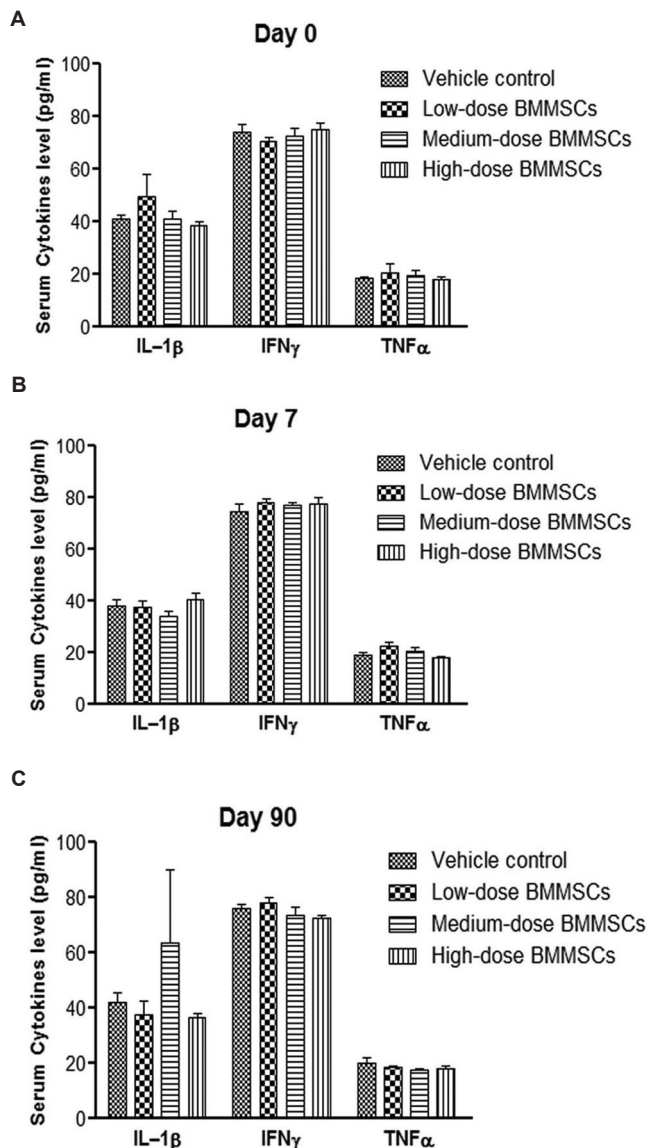 A
Day 0
Serum Cytokines level (pg/ml)
100
80
60
40
20
0
Vehicle control
Low-dose BMMSCs
Medium-dose BMMSCs
High-dose BMMSCs
IL–1β IFNγ TNFα
B
Day 7
Serum Cytokines level (pg/ml)
100
80
60
40
20
0
Vehicle control
Low-dose BMMSCs
Medium-dose BMMSCs
High-dose BMMSCs
IL–1β IFNγ TNFα
C
Day 90
Serum Cytokines level (pg/ml)
100
80
60
40
20
0
Vehicle control
Low-dose BMMSCs
Medium-dose BMMSCs
High-dose BMMSCs
IL–1β IFNγ TNFα